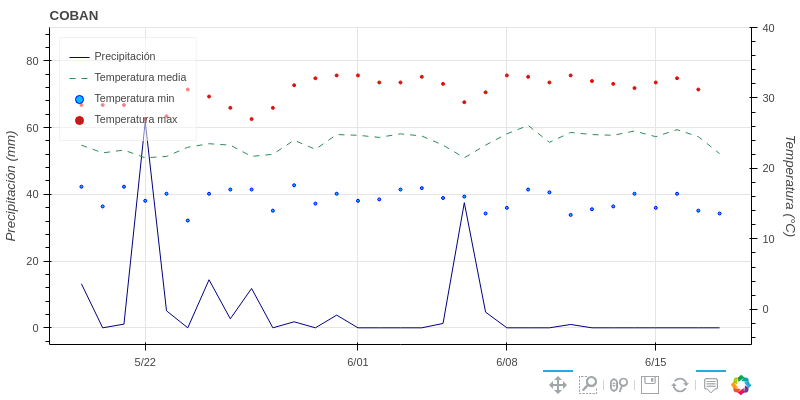 COBAN
Precipitación
Temperatura media
Temperatura min
Temperatura max
Precipitación (mm)
80
60
40
20
0
Temperatura (°C)
40
30
20
10
0
5/22
6/01
6/08
6/15